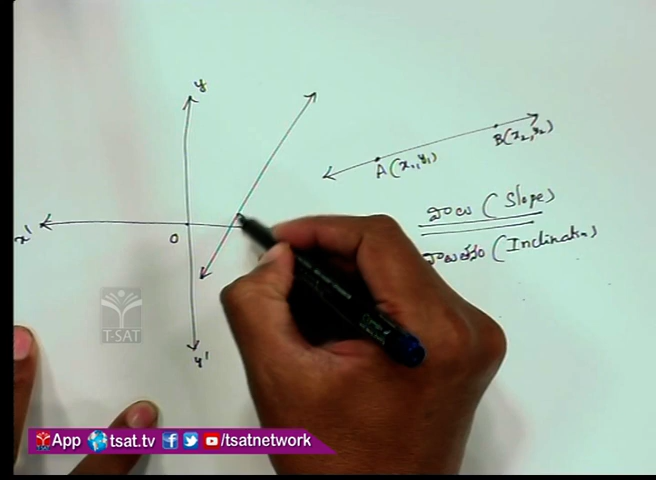 y
A (x₁, y₁)
B (x₂, y₂)
వాలు (Slope)
(Inclination)
x'
0
y'
T-SAT
App tsat.tv /tsatnetwork